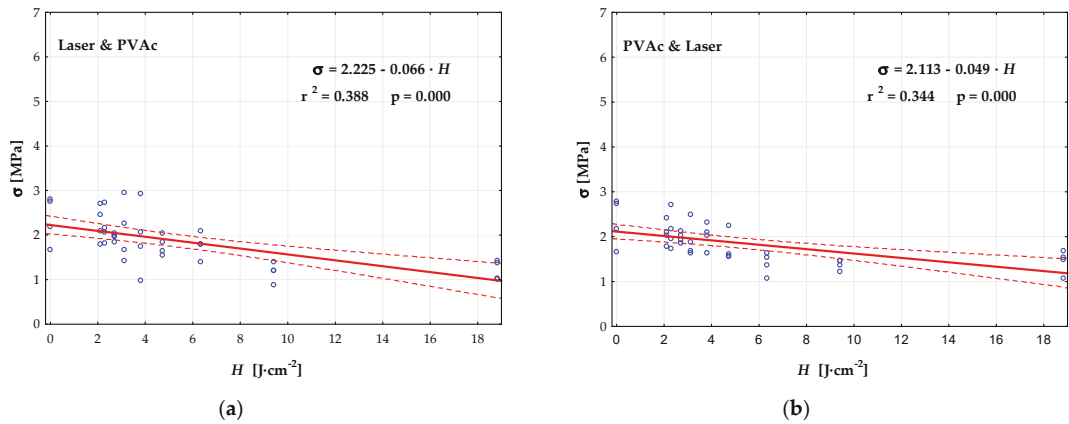 7
6
5
4
3
2
1
0
σ [MPa]
Laser & PVAc
σ = 2.225 - 0.066 · H
r 2 = 0.388 p = 0.000
0 2 4 6 8 10 12 14 16 18
H [J·cm-2]
(a)
7
6
5
4
3
2
1
0
σ [MPa]
PVAc & Laser
σ = 2.113 - 0.049 · H
r 2 = 0.344 p = 0.000
0 2 4 6 8 10 12 14 16 18
H [J·cm-2]
(b)